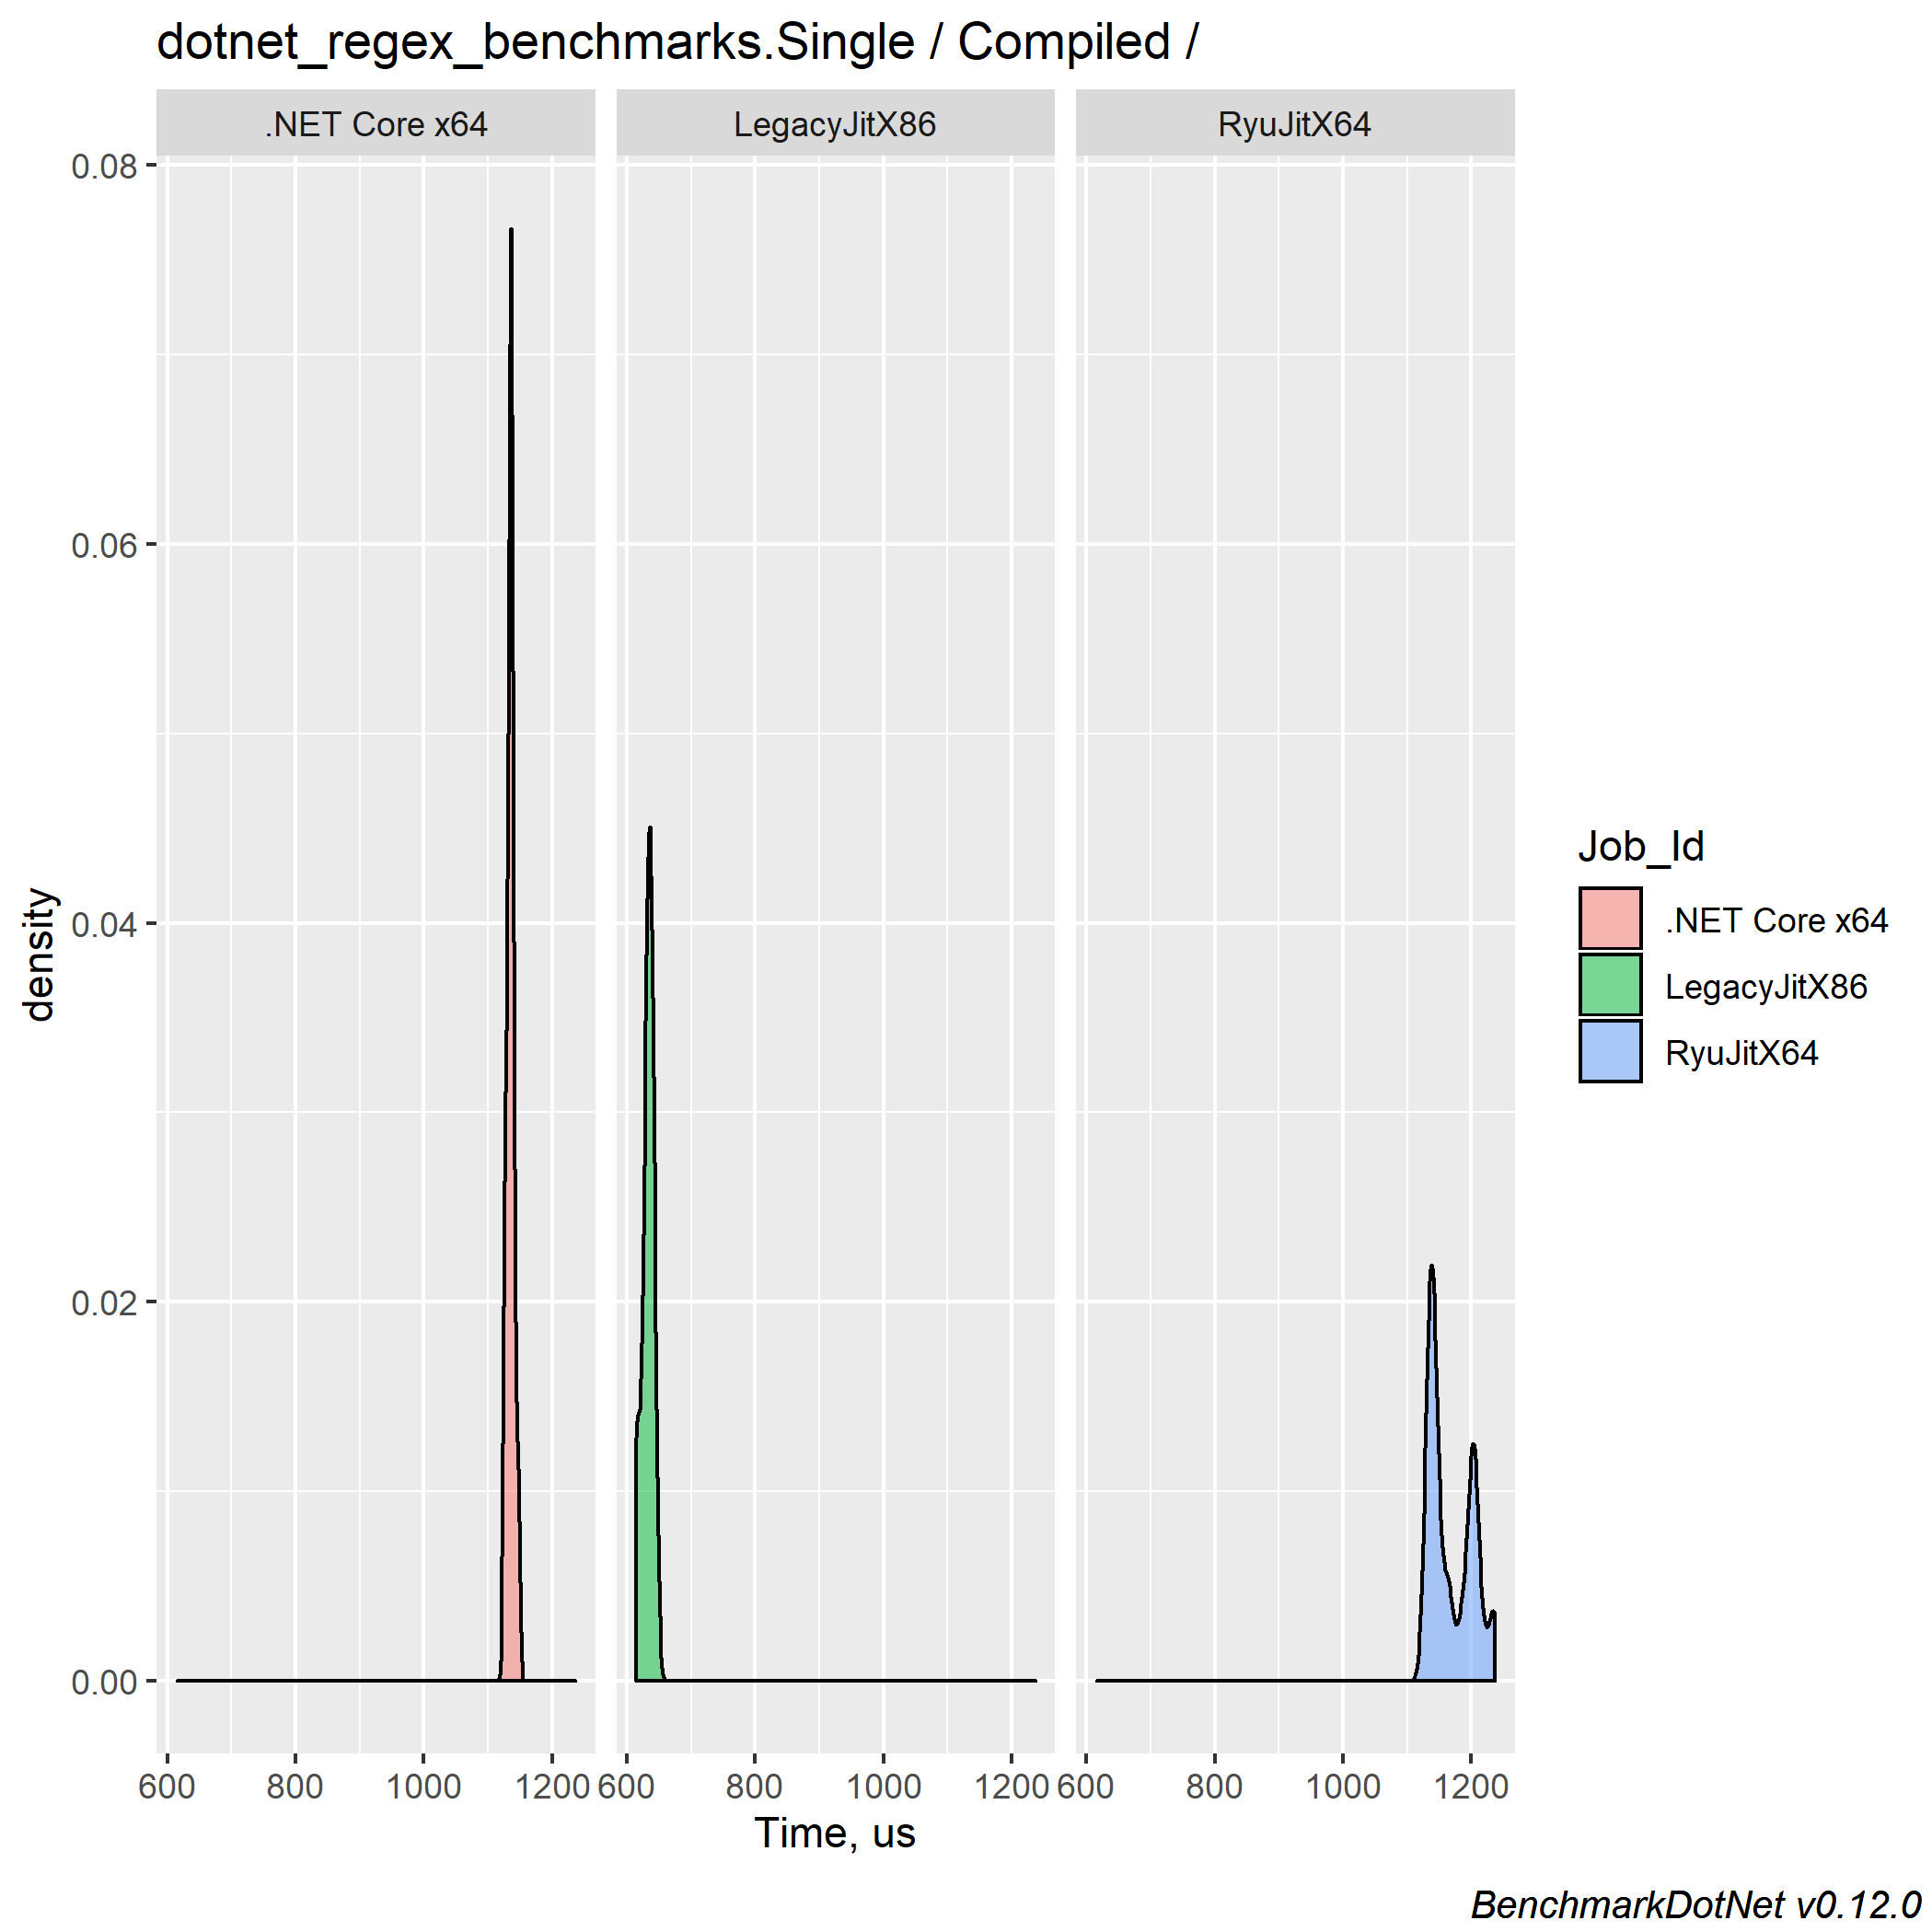 dotnet_regex_benchmarks.Single / Compiled /
.NET Core x64 LegacyJitX86 RyuJitX64
0.08
0.06
0.04
0.02
0.00
density
600 800 1000 1200 600 800 1000 1200 600 800 1000 1200
Time, us
Job_Id
.NET Core x64
LegacyJitX86
RyuJitX64
BenchmarkDotNet v0.12.0